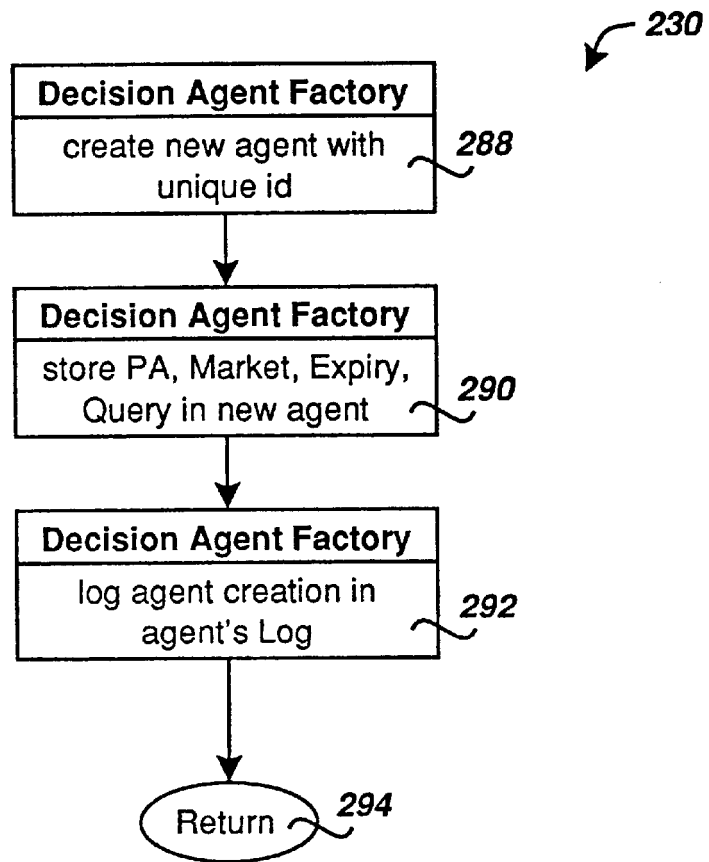 230
Decision Agent Factory
create new agent with
unique id
288
Decision Agent Factory
store PA, Market, Expiry,
Query in new agent
290
Decision Agent Factory
log agent creation in
agent's Log
292
Return
294